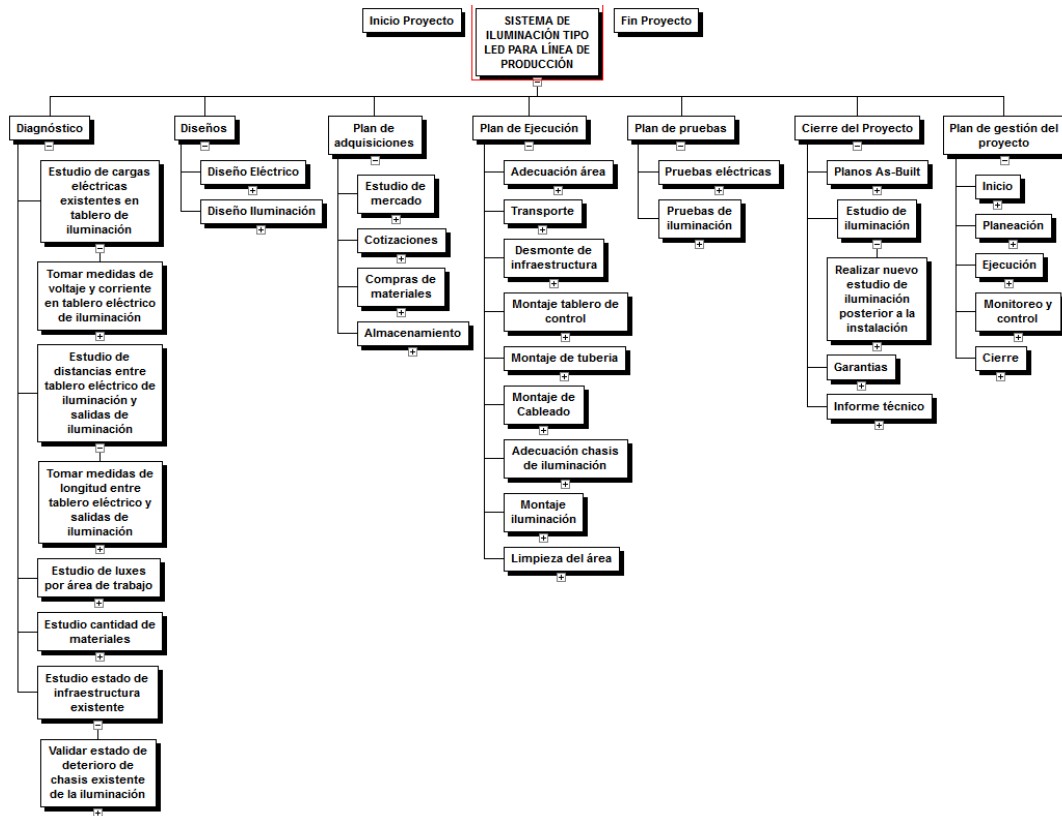 Inicio Proyecto
SISTEMA DE
ILUMINACIÓN TIPO
LED PARA LÍNEA DE
PRODUCCIÓN
Fin Proyecto
Diagnóstico
Estudio de cargas
eléctricas
existentes en
tablero de
iluminación
Tomar medidas de
voltaje y corriente
en tablero eléctrico
de iluminación
Estudio de
distancias entre
tablero eléctrico de
iluminación y
salidas de
iluminación
Tomar medidas de
longitud entre
tablero eléctrico y
salidas de
iluminación
Estudio de luxes
por área de trabajo
Estudio cantidad de
materiales
Estudio estado de
infraestructura
existente
Validar estado de
deterioro de
chasis existente
de la iluminación
Diseños
Diseño Eléctrico
Diseño Iluminación
Plan de
adquisiciones
Estudio de
mercado
Cotizaciones
Compras de
materiales
Almacenamiento
Plan de Ejecución
Adecuación área
Transporte
Desmonte de
infraestructura
Montaje tablero de
control
Montaje de tuberia
Montaje de
Cableado
Adecuación chasis
de iluminación
Montaje
iluminación
Limpieza del área
Plan de pruebas
Pruebas eléctricas
Pruebas de
iluminación
Cierre del Proyecto
Planos As-Built
Estudio de
iluminación
Realizar nuevo
estudio de
iluminación
posterior a la
instalación
Garantias
Informe técnico
Plan de gestión del
proyecto
Inicio
Planeación
Ejecución
Monitoreo y
control
Cierre